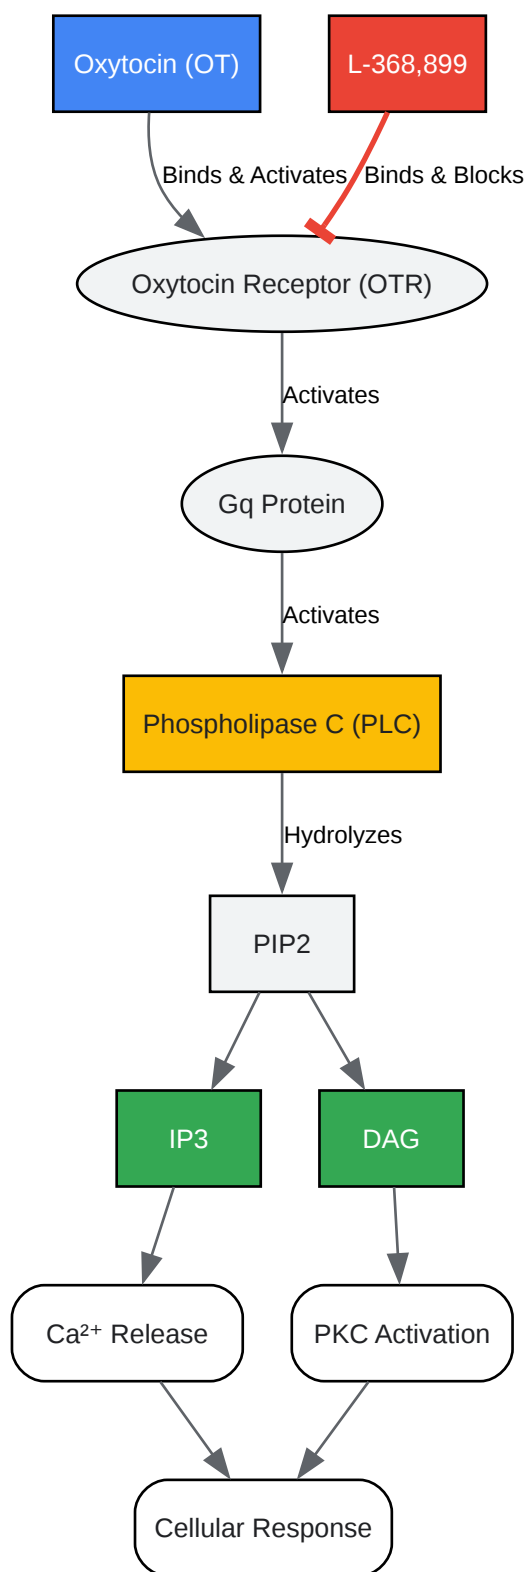 Oxytocin (OT)
L-368,899
Binds & Activates
Binds & Blocks
Oxytocin Receptor (OTR)
Activates
Gq Protein
Activates
Phospholipase C (PLC)
Hydrolyzes
PIP2
IP3
DAG
Ca²⁺ Release
PKC Activation
Cellular Response